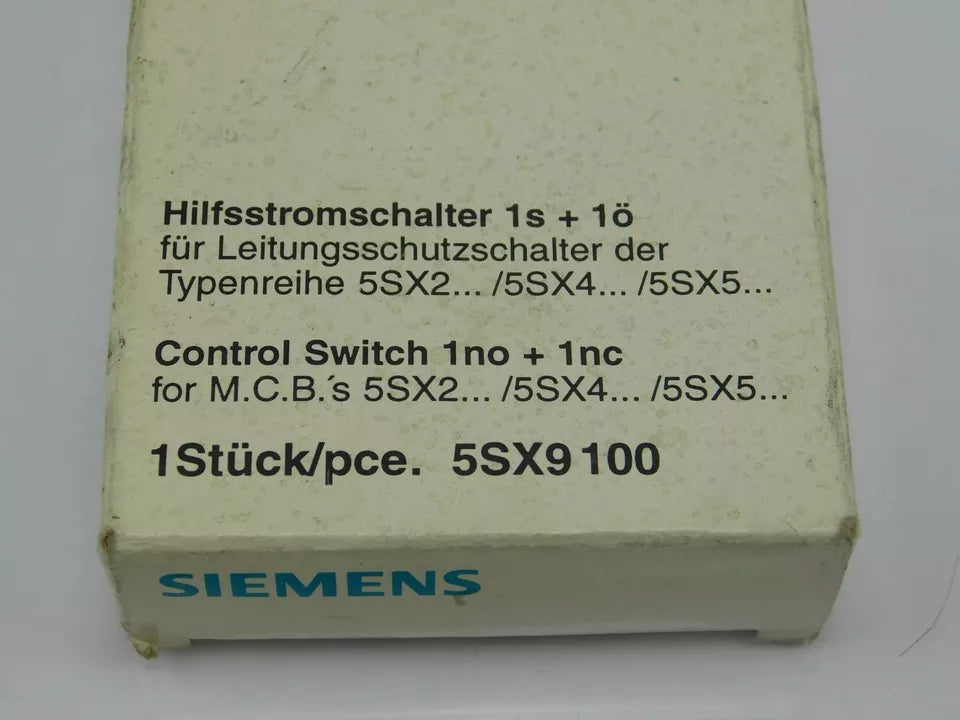 Hilfsstromschalter 1s + 1ö
für Leitungsschutzschalter der
Typenreihe 5SX2... /5SX4... /5SX5...
Control Switch 1no + 1nc
for M.C.B.´s 5SX2... /5SX4... /5SX5...
1Stück/pce. 5SX9100
SIEMENS